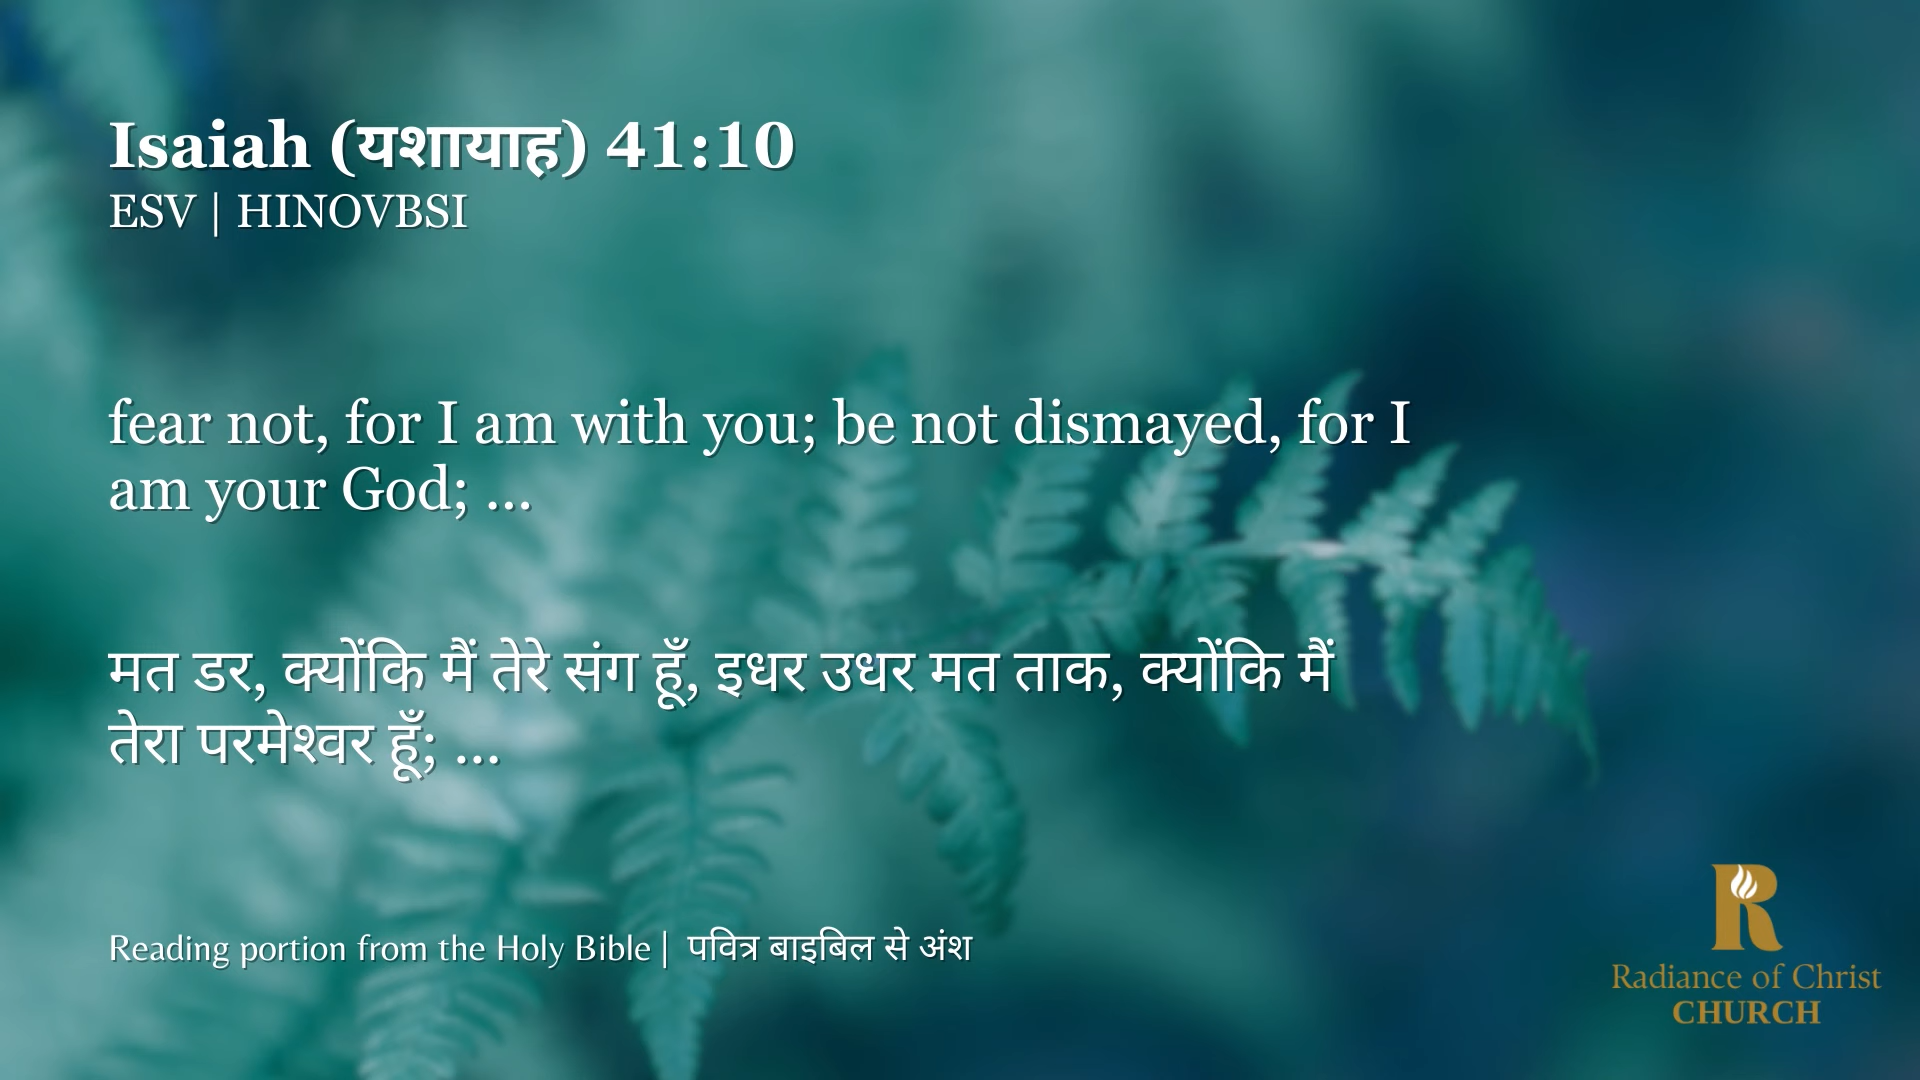 Isaiah (यशायाह) 41:10
ESV | HINOVBSI
fear not, for I am with you; be not dismayed, for I
am your God; ...
मत डर, क्योंकि मैं तेरे संग हूँ, इधर उधर मत ताक, क्योंकि मैं
तेरा परमेश्वर हूँ; ...
Reading portion from the Holy Bible | पवित्र बाइबिल से अंश
R
Radiance of Christ
CHURCH